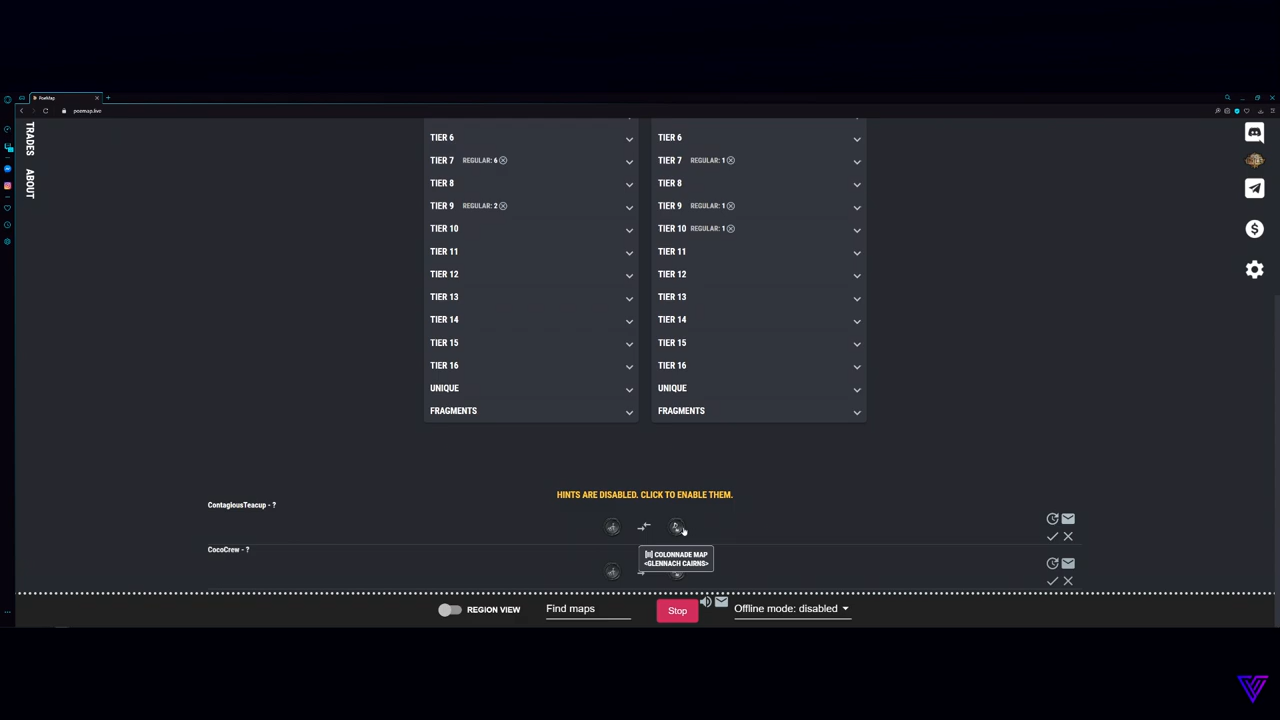 PoeMap
poemap.live
TRADES
ABOUT
TIER 6
TIER 7 REGULAR: 6
TIER 8
TIER 9 REGULAR: 2
TIER 10
TIER 11
TIER 12
TIER 13
TIER 14
TIER 15
TIER 16
UNIQUE
FRAGMENTS
TIER 6
TIER 7 REGULAR: 1
TIER 8
TIER 9 REGULAR: 1
TIER 10 REGULAR: 1
TIER 11
TIER 12
TIER 13
TIER 14
TIER 15
TIER 16
UNIQUE
FRAGMENTS
HINTS ARE DISABLED. CLICK TO ENABLE THEM.
ContagiousTeacup - ?
COLONNADE MAP
<GLENNACH CAIRNS>
CocoCrew - ?
REGION VIEW
Find maps
Stop
Offline mode: disabled